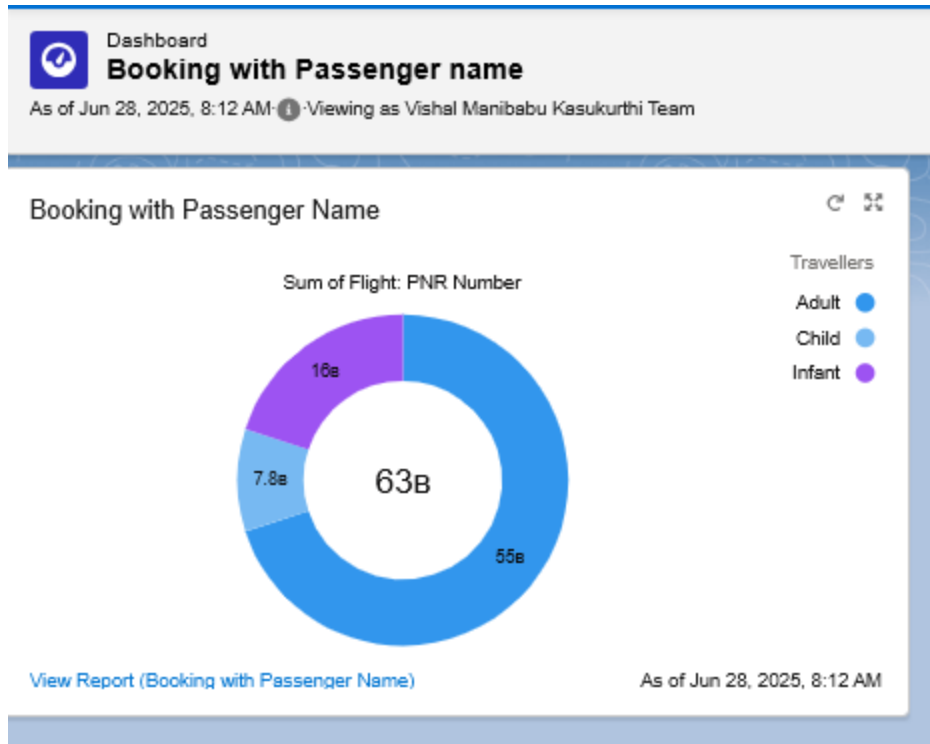 Dashboard
Booking with Passenger name
As of Jun 28, 2025, 8:12 AM·Viewing as Vishal Manibabu Kasukurthi Team
Booking with Passenger Name
Sum of Flight: PNR Number
Travellers
Adult
Child
Infant
16B
7.8B
63B
55B
View Report (Booking with Passenger Name)
As of Jun 28, 2025, 8:12 AM